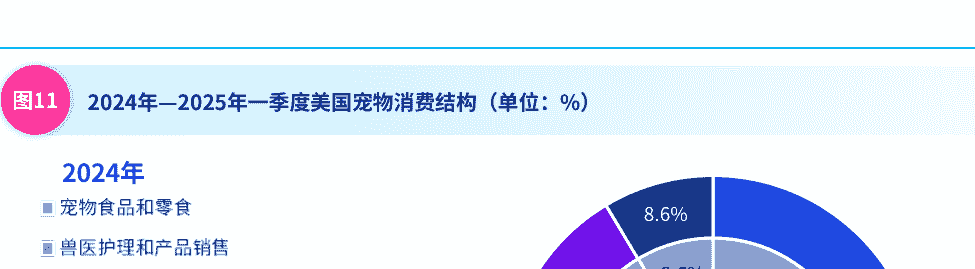 图11
2024年—2025年一季度美国宠物消费结构（单位：%）
2024年
宠物食品和零食
兽医护理和产品销售
8.6%